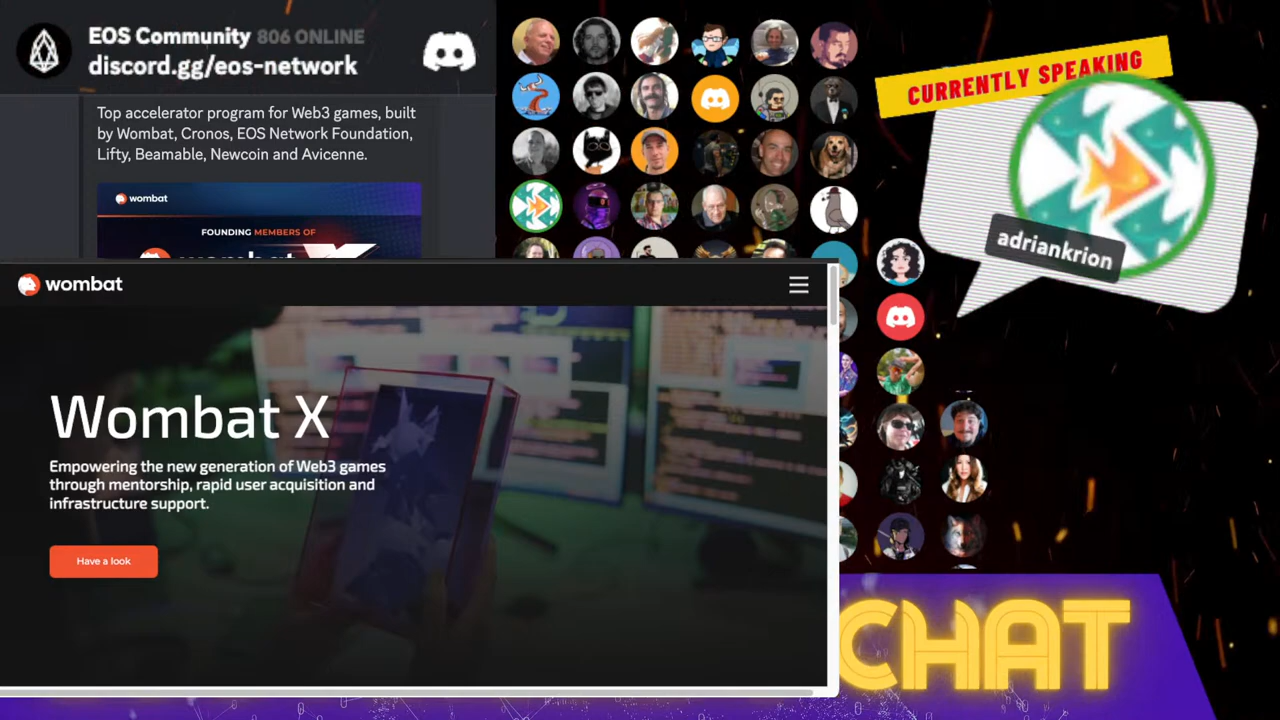 EOS Community 806 ONLINE
discord.gg/eos-network
Top accelerator program for Web3 games, built
by Wombat, Cronos, EOS Network Foundation,
Lifty, Beamable, Newcoin and Avicenne.
wombat
FOUNDING MEMBERS OF
wombat X
CURRENTLY SPEAKING
adriankrion
wombat
Wombat X
Empowering the new generation of Web3 games
through mentorship, rapid user acquisition and
infrastructure support.
Have a look
CHAT